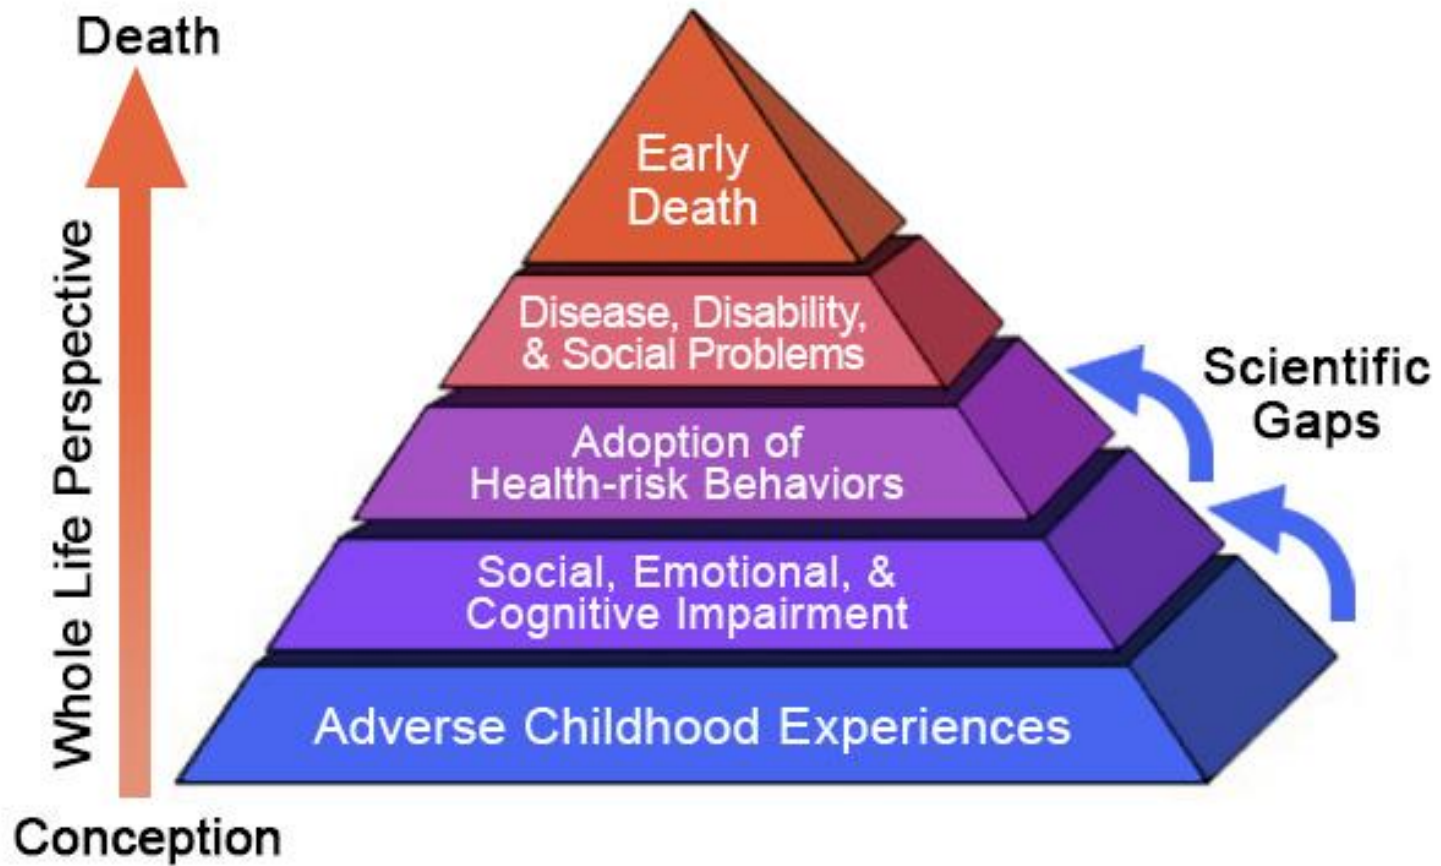 Death
Whole Life Perspective
Conception
Early
Death
Disease, Disability,
& Social Problems
Adoption of
Health-risk Behaviors
Social, Emotional, &
Cognitive Impairment
Adverse Childhood Experiences
Scientific
Gaps